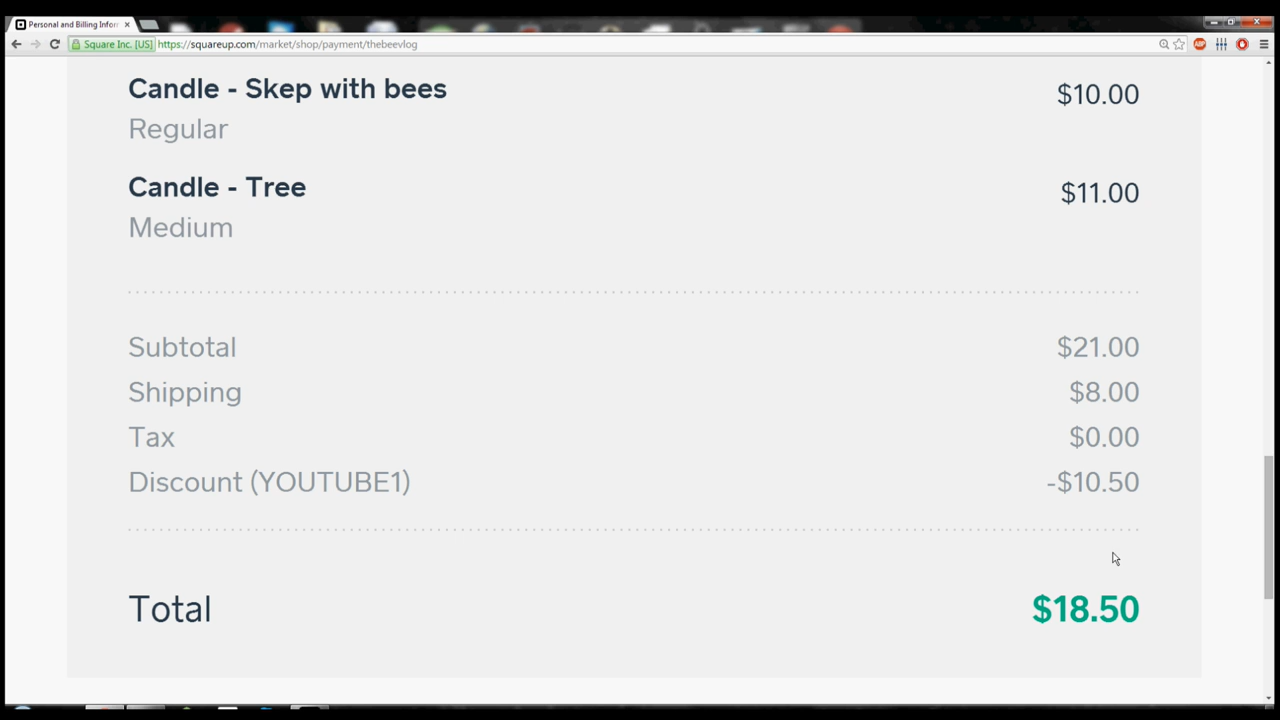 Personal and Billing Infor
Square Inc. [US] https://squareup.com/market/shop/payment/thebeevlog
Candle - Skep with bees $10.00
Regular
Candle - Tree $11.00
Medium
Subtotal $21.00
Shipping $8.00
Tax $0.00
Discount (YOUTUBE1) -$10.50
Total $18.50